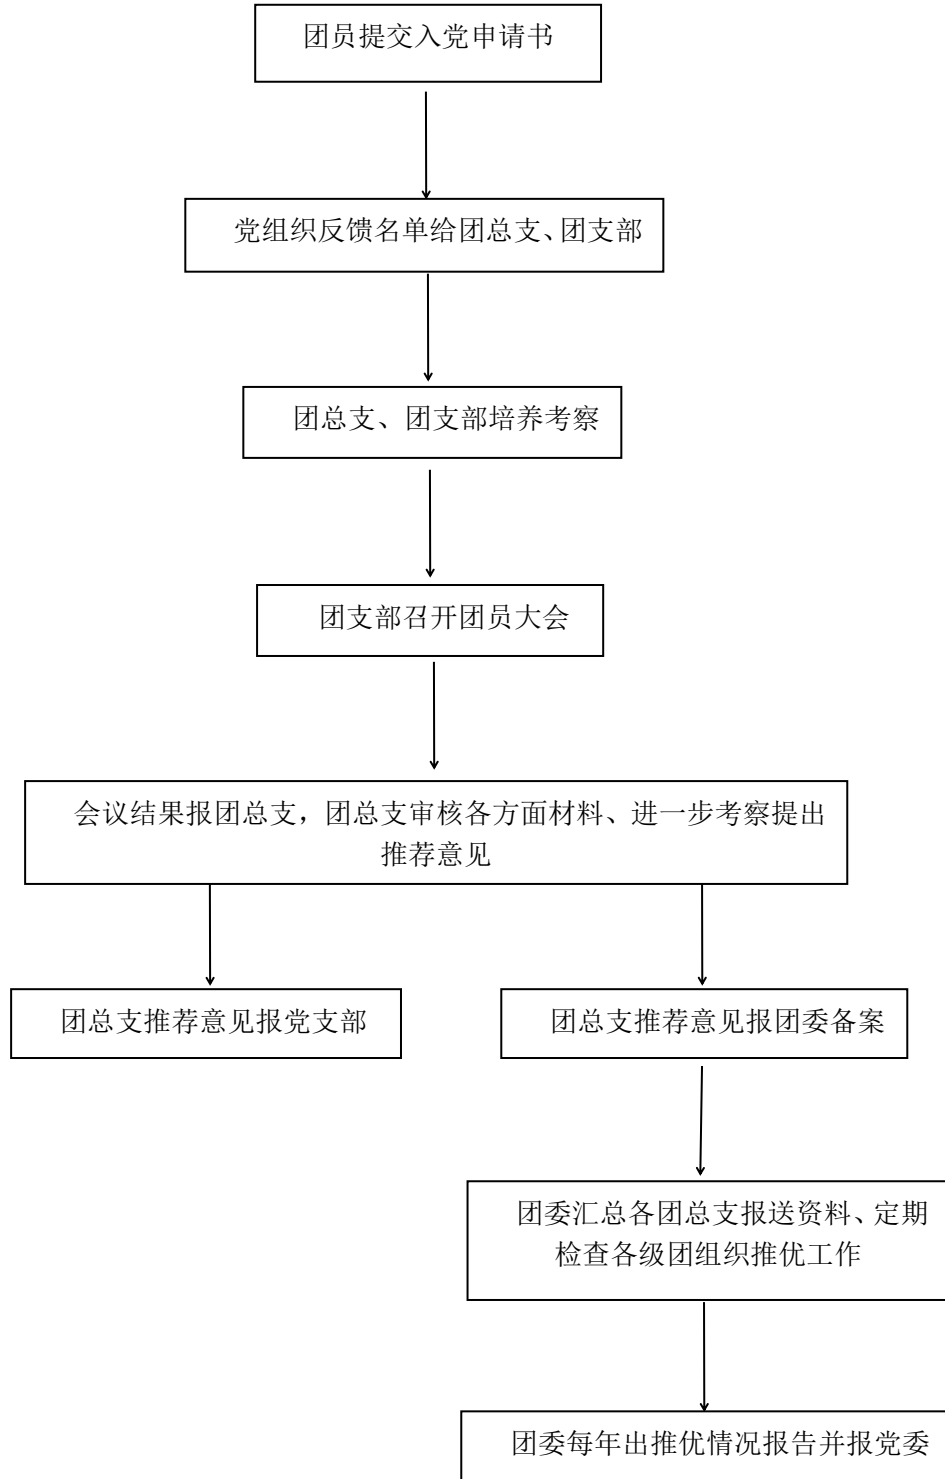 团员提交入党申请书
党组织反馈名单给团总支、团支部
团总支、团支部培养考察
团支部召开团员大会
会议结果报团总支，团总支审核各方面材料、进一步考察提出
推荐意见
团总支推荐意见报党支部
团总支推荐意见报团委备案
团委汇总各团总支报送资料、定期
检查各级团组织推优工作
团委每年出推优情况报告并报党委